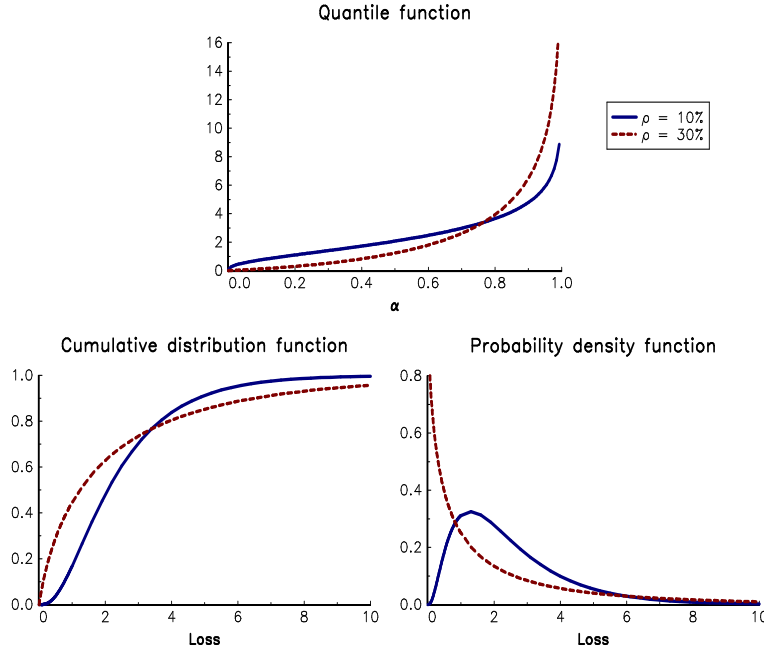 Quantile function
16
14
12
10
8
6
4
2
0
0.0 0.2 0.4 0.6 0.8 1.0
α
ρ = 10%
ρ = 30%
Cumulative distribution function
1.0
0.8
0.6
0.4
0.2
0.0
0 2 4 6 8 10
Loss
Probability density function
0.8
0.6
0.4
0.2
0.0
0 2 4 6 8 10
Loss